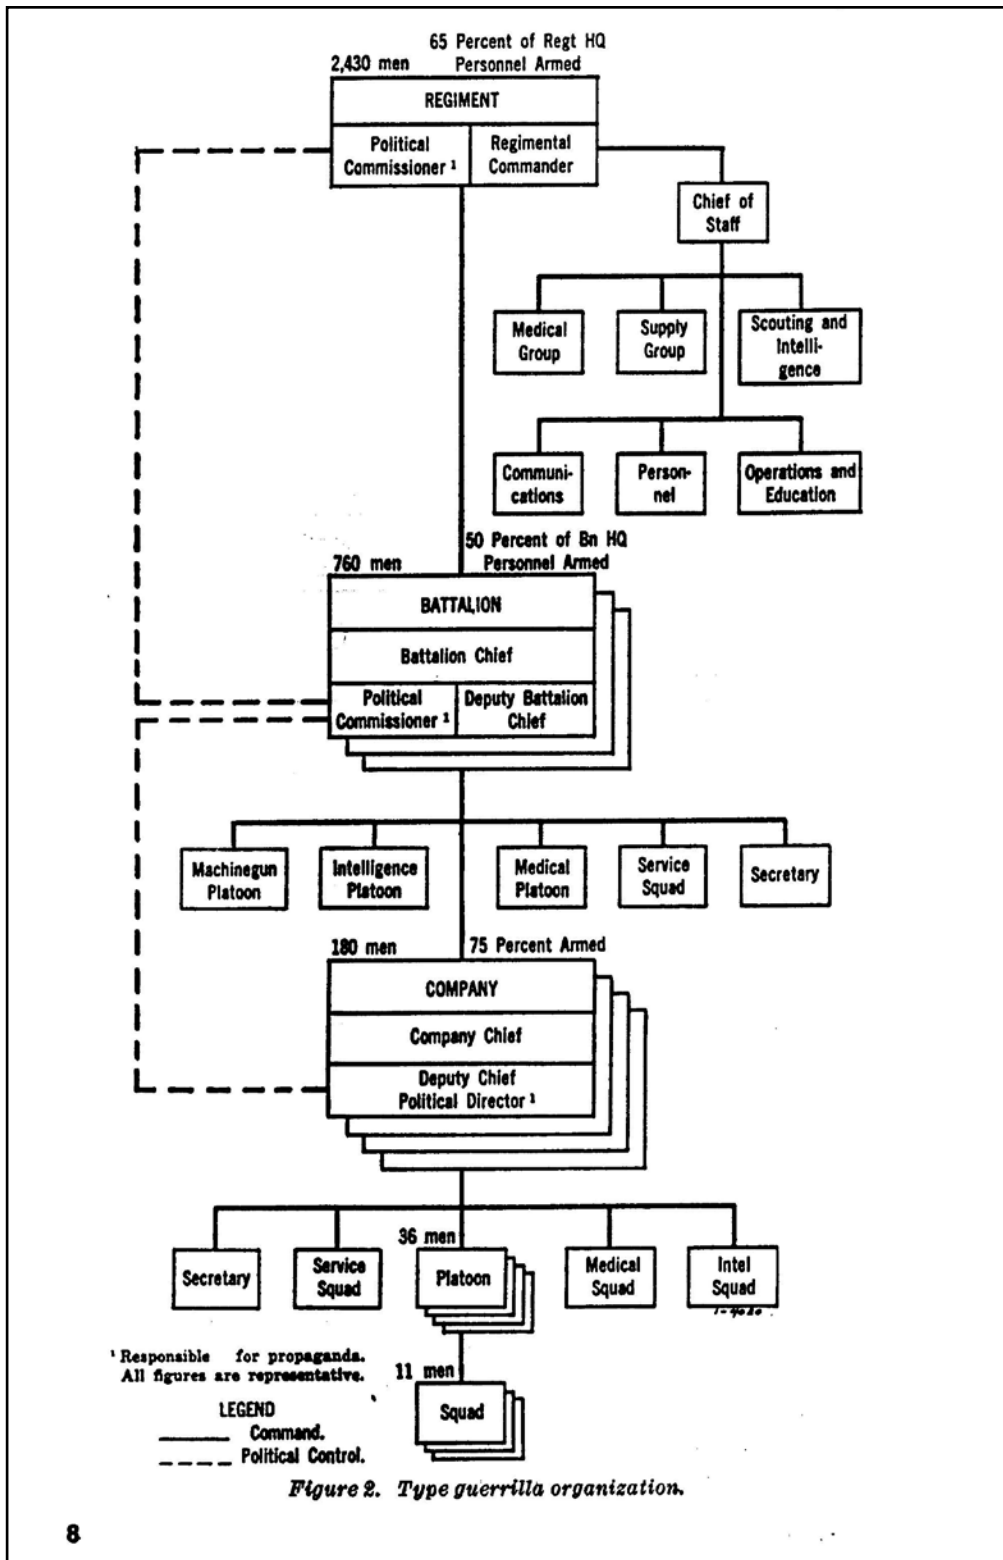 65 Percent of Regt HQ
2,430 men Personnel Armed
REGIMENT
Political
Commissioner ¹
Regimental
Commander
Chief of
Staff
Medical
Group
Supply
Group
Scouting and
Intelli-
gence
Communi-
cations
Person-
nel
Operations and
Education
50 Percent of Bn HQ
760 men Personnel Armed
BATTALION
Battalion Chief
Political
Commissioner ¹
Deputy Battalion
Chief
Machinegun
Platoon
Intelligence
Platoon
Medical
Platoon
Service
Squad
Secretary
180 men 75 Percent Armed
COMPANY
Company Chief
Deputy Chief
Political Director ¹
36 men
Secretary
Service
Squad
Platoon
Medical
Squad
Intel
Squad
1-4020
¹ Responsible for propaganda.
All figures are representative.
11 men
Squad
LEGEND
Command.
Political Control.
Figure 2. Type guerrilla organization.
8